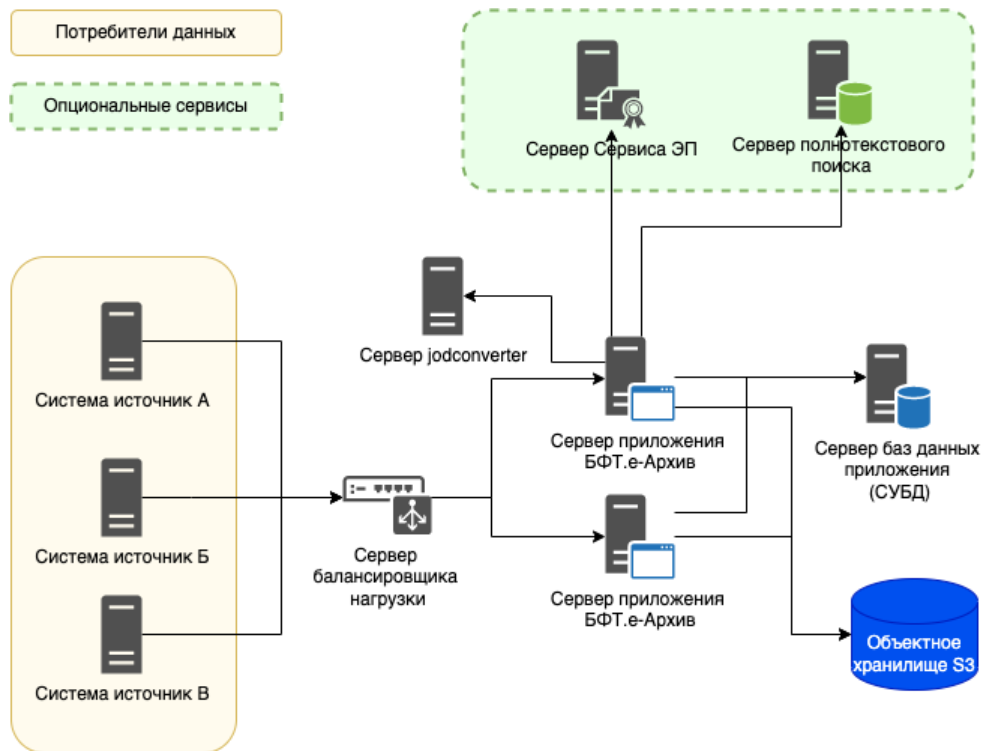 Потребители данных
Опциональные сервисы
Сервер Сервиса ЭП
Сервер полнотекстового
поиска
Сервер jodconverter
Система источник А
Сервер приложения
БФТ.е-Архив
Сервер баз данных
приложения
(СУБД)
Система источник Б
Сервер
балансировщика
нагрузки
Сервер приложения
БФТ.е-Архив
Объектное
хранилище S3
Система источник В